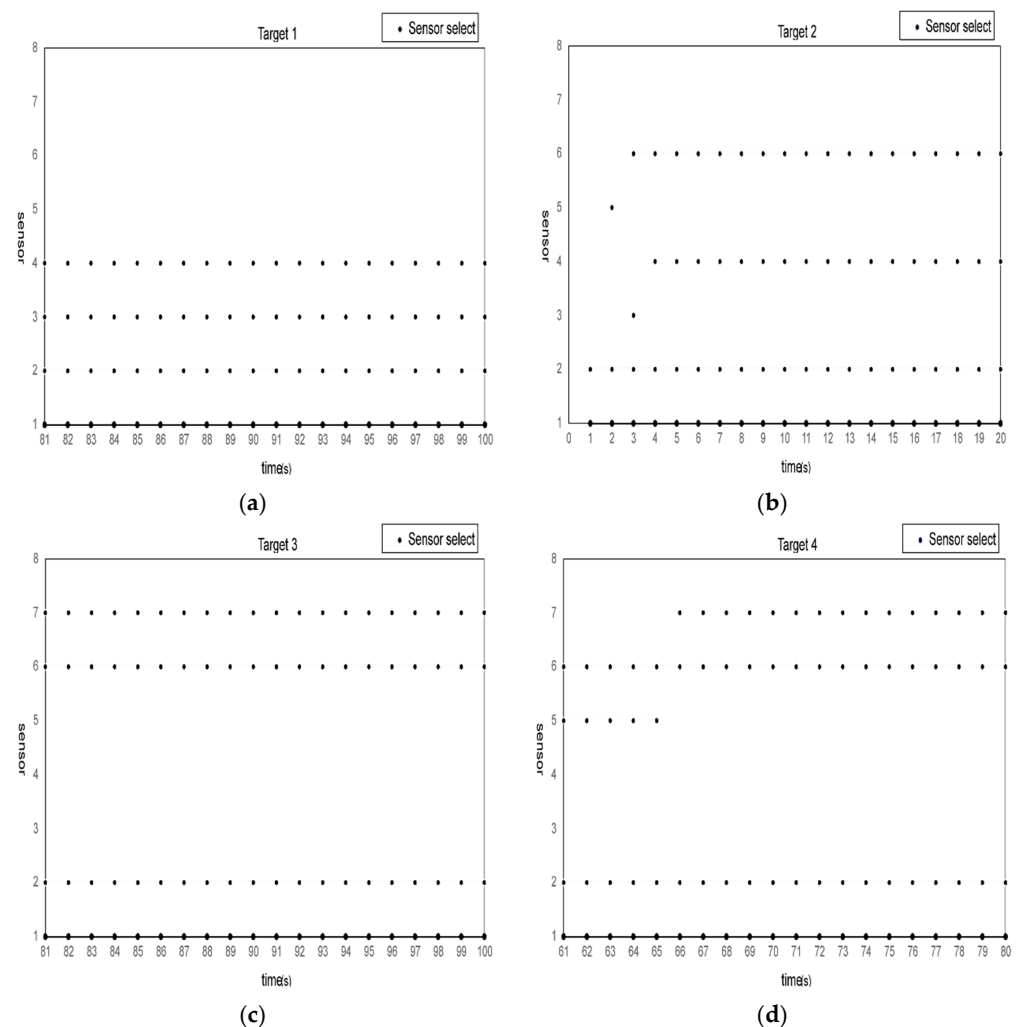 Target 1
Sensor select
8
7
6
5
4
3
2
1
sensor
81 82 83 84 85 86 87 88 89 90 91 92 93 94 95 96 97 98 99 100
time(s)
(a)
Target 2
Sensor select
8
7
6
5
4
3
2
1
sensor
0 1 2 3 4 5 6 7 8 9 10 11 12 13 14 15 16 17 18 19 20
time(s)
(b)
Target 3
Sensor select
8
7
6
5
4
3
2
1
sensor
81 82 83 84 85 86 87 88 89 90 91 92 93 94 95 96 97 98 99 100
time(s)
(c)
Target 4
Sensor select
8
7
6
5
4
3
2
1
sensor
61 62 63 64 65 66 67 68 69 70 71 72 73 74 75 76 77 78 79 80
time(s)
(d)